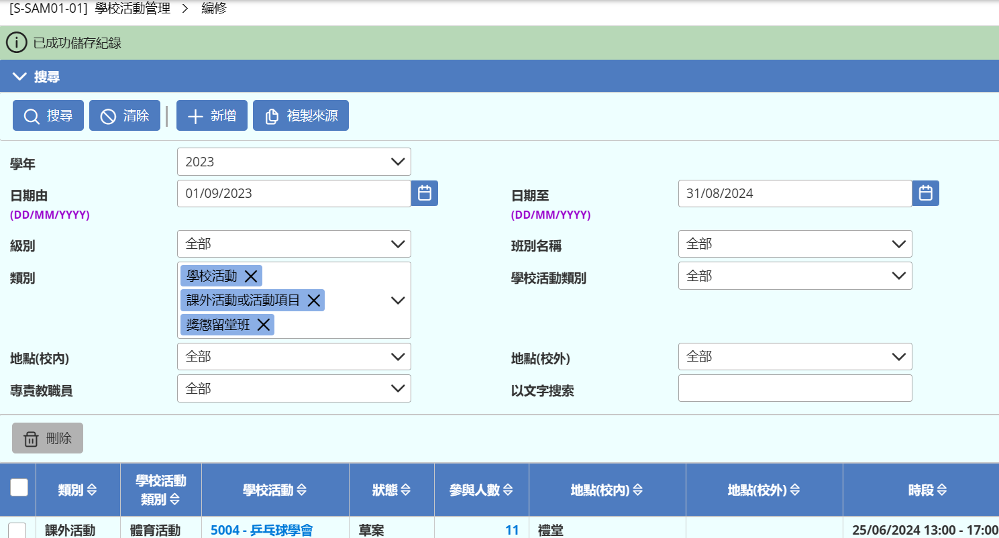 [S-SAM01-01] 學校活動管理 > 編修
已成功儲存紀錄
搜尋
搜尋 清除 新增 複製來源
學年 2023
日期由 01/09/2023 日期至 31/08/2024
(DD/MM/YYYY) (DD/MM/YYYY)
級別 全部 班別名稱 全部
類別 學校活動 學校活動類別 全部
課外活動或活動項目
獎懲留堂班
地點(校內) 全部 地點(校外) 全部
專責教職員 全部 以文字搜索
刪除
類別 學校活動類別 學校活動 狀態 參與人數 地點(校內) 地點(校外) 時段
課外活動 體育活動 5004 - 乒乓球學會 草案 11 禮堂 25/06/2024 13:00 - 17:00